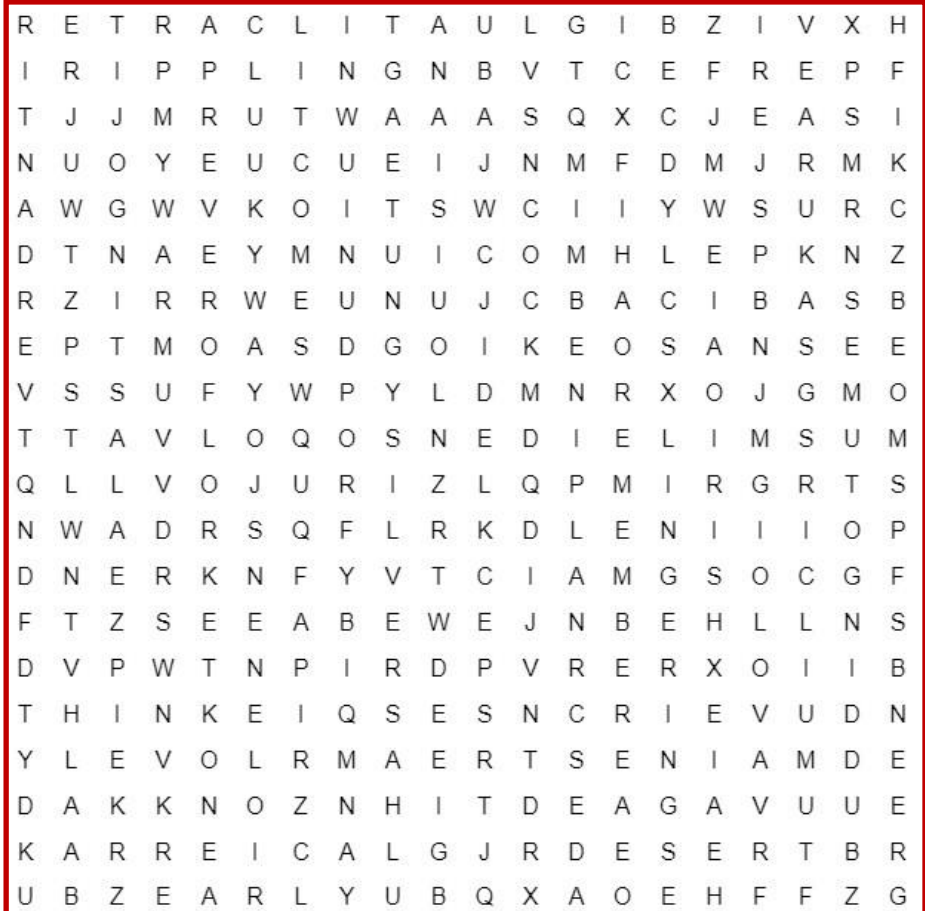 R E T R A C L I T A U L G I B Z I V X H
I R I P P L I N G N B V T C E F R E P F
T J J M R U T W A A A S Q X C J E A S I
N U O Y E U C U E I J N M F D M J R M K
A W G W V K O I T S W C I I Y W S U R C
D T N A E Y M N U I C O M H L E P K N Z
R Z I R R W E U N U J C B A C I B A S B
E P T M O A S D G O I K E O S A N S E E
V S S U F Y W P Y L D M N R X O J G M O
T T A V L O Q O S N E D I E L I M S U M
Q L L V O J U R I Z L Q P M I R G R T S
N W A D R S Q F L R K D L E N I I I O P
D N E R K N F Y V T C I A M G S O C G F
F T Z S E E A B E W E J N B E H L L N S
D V P W T N P I R D P V R E R X O I I B
T H I N K E I Q S E S N C R I E V U D N
Y L E V O L R M A E R T S E N I A M D E
D A K K N O Z N H I T D E A G A V U U E
K A R R E I C A L G J R D E S E R T B R
U B Z E A R L Y U B Q X A O E H F F Z G